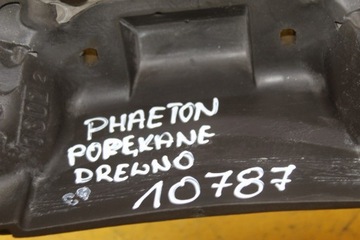 PHAETON
POPĘKANE
DREWNO
10787